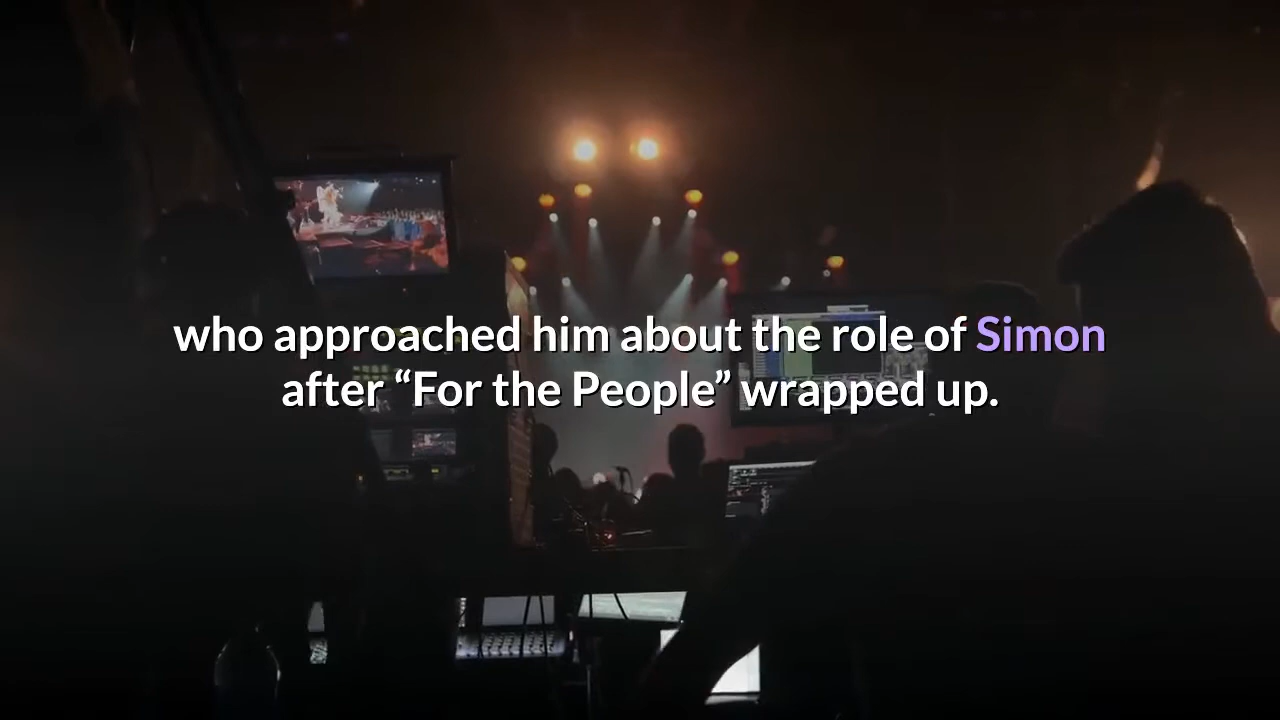 who approached him about the role of Simon
after “For the People” wrapped up.